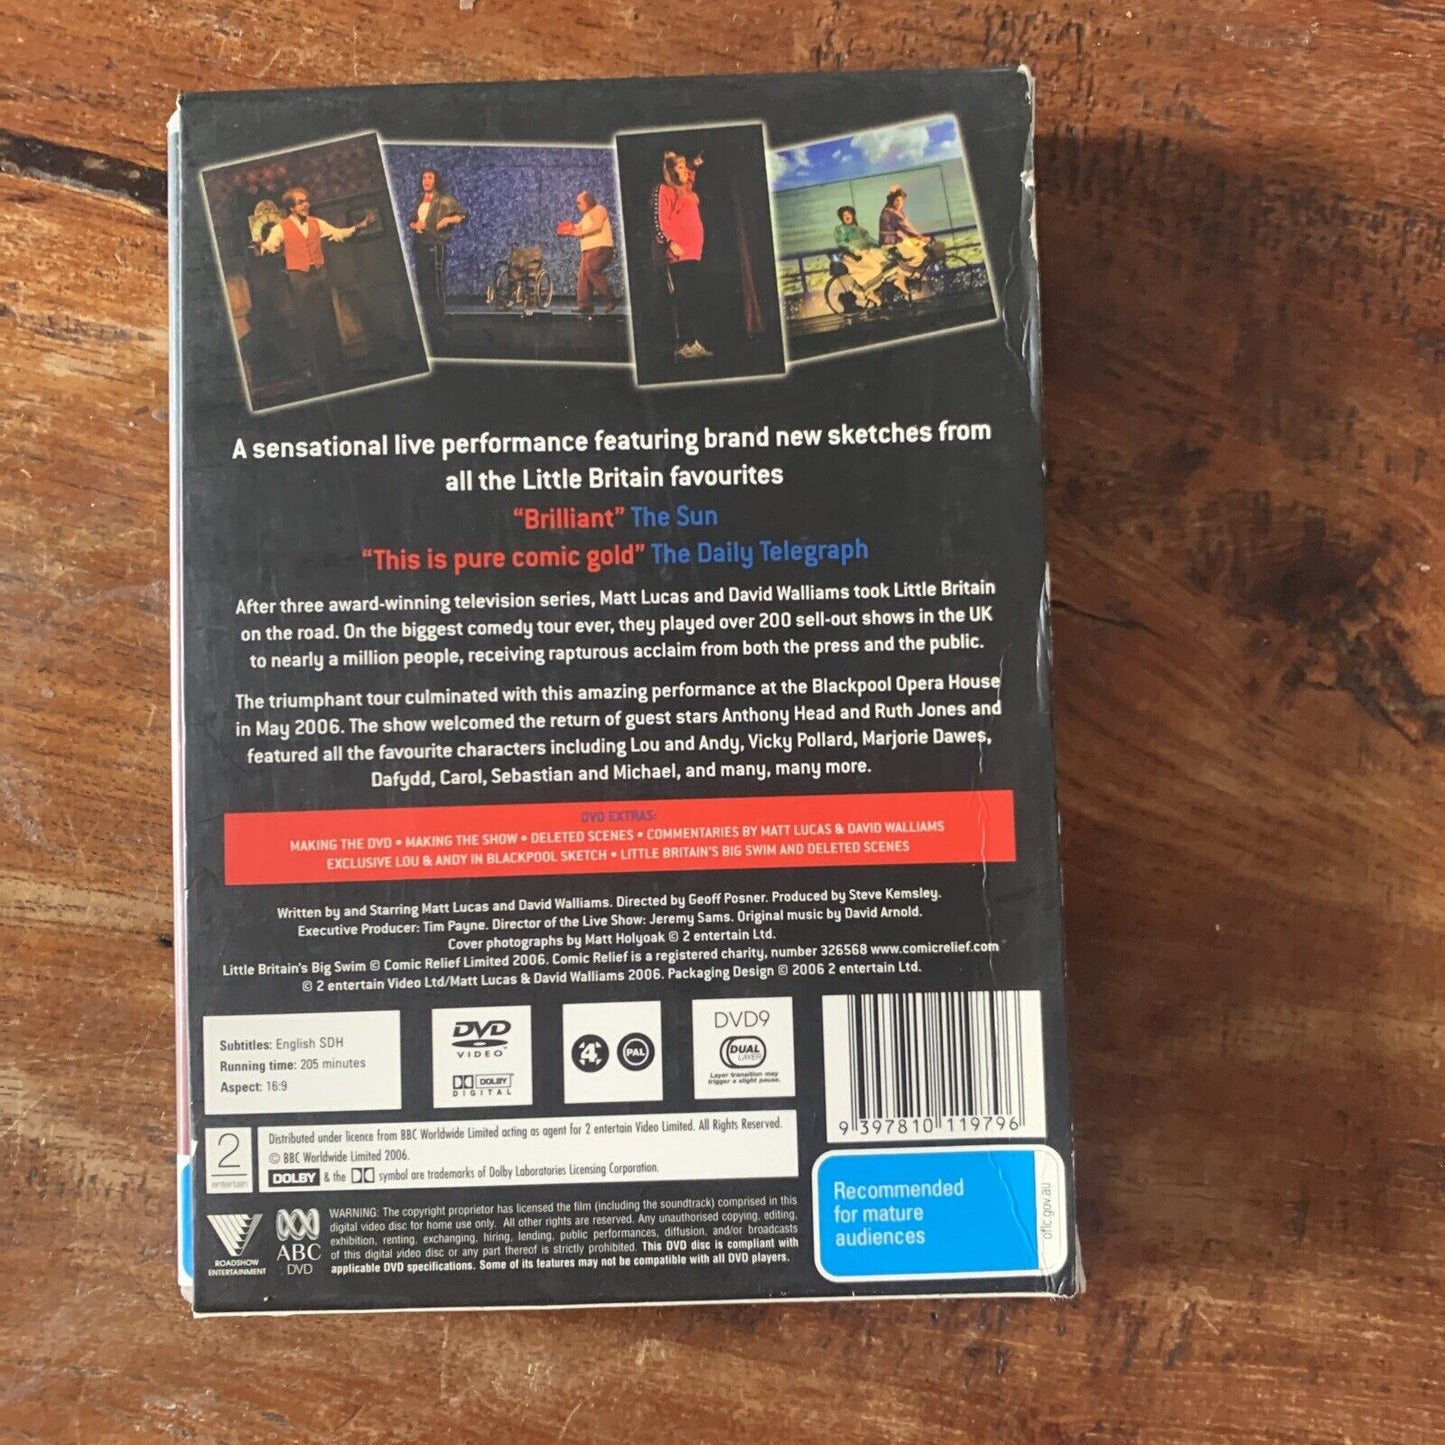 A sensational live performance featuring brand new sketches from
all the Little Britain favourites
“Brilliant” The Sun
“This is pure comic gold” The Daily Telegraph
After three award-winning television series, Matt Lucas and David Walliams took Little Britain
on the road. On the biggest comedy tour ever, they played over 200 sell-out shows in the UK
to nearly a million people, receiving rapturous acclaim from both the press and the public.
The triumphant tour culminated with this amazing performance at the Blackpool Opera House
in May 2006. The show welcomed the return of guest stars Anthony Head and Ruth Jones and
featured all the favourite characters including Lou and Andy, Vicky Pollard, Marjorie Dawes,
Dafydd, Carol, Sebastian and Michael, and many, many more.
DVD EXTRAS:
MAKING THE DVD • MAKING THE SHOW • DELETED SCENES • COMMENTARIES BY MATT LUCAS & DAVID WALLIAMS
EXCLUSIVE LOU & ANDY IN BLACKPOOL SKETCH • LITTLE BRITAIN'S BIG SWIM AND DELETED SCENES
Written by and Starring Matt Lucas and David Walliams. Directed by Geoff Posner. Produced by Steve Kemsley.
Executive Producer: Tim Payne. Director of the Live Show: Jeremy Sams. Original music by David Arnold.
Cover photographs by Matt Holyoak © 2 entertain Ltd.
Little Britain's Big Swim © Comic Relief Limited 2006. Comic Relief is a registered charity, number 326568 www.comicrelief.com
© 2 entertain Video Ltd/Matt Lucas & David Walliams 2006. Packaging Design © 2006 2 entertain Ltd.
Subtitles: English SDH
Running time: 205 minutes
Aspect: 16:9
DVD
VIDEO
DOLBY
DIGITAL
4
PAL
DVD9
DUAL
LAYER
Layer transition may
trigger a slight pause.
9 397810 119796
2
entertain
Distributed under licence from BBC Worldwide Limited acting as agent for 2 entertain Video Limited. All Rights Reserved.
© BBC Worldwide Limited 2006.
DOLBY & the symbol are trademarks of Dolby Laboratories Licensing Corporation.
ROADSHOW
ENTERTAINMENT
ABC
DVD
WARNING: The copyright proprietor has licensed the film (including the soundtrack) comprised in this
digital video disc for home use only. All other rights are reserved. Any unauthorised copying, editing,
exhibition, renting, exchanging, hiring, lending, public performances, diffusion, and/or broadcasts
of this digital video disc or any part thereof is strictly prohibited. This DVD disc is compliant with
applicable DVD specifications. Some of its features may not be compatible with all DVD players.
Recommended
for mature
audiences
oflc.gov.au